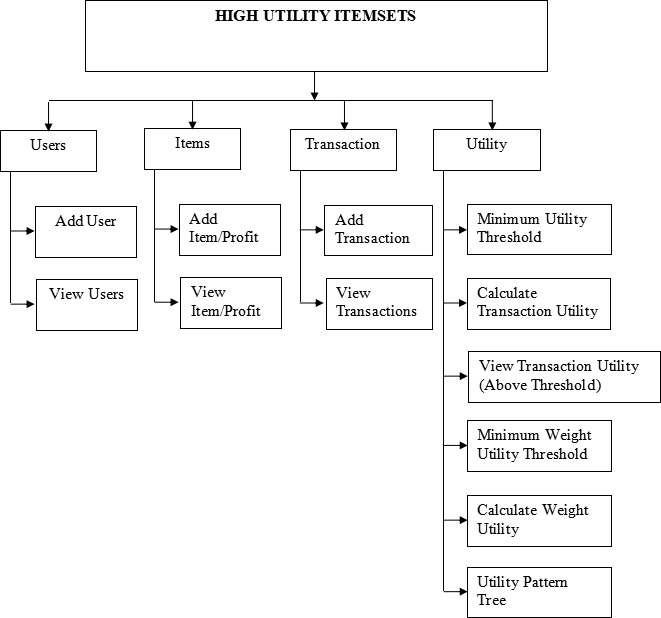 HIGH UTILITY ITEMSETS
Users
Items
Transaction
Utility
Add User
View Users
Add
Item/Profit
View
Item/Profit
Add
Transaction
View
Transactions
Minimum Utility
Threshold
Calculate
Transaction Utility
View Transaction Utility
(Above Threshold)
Minimum Weight
Utility Threshold
Calculate Weight
Utility
Utility Pattern
Tree